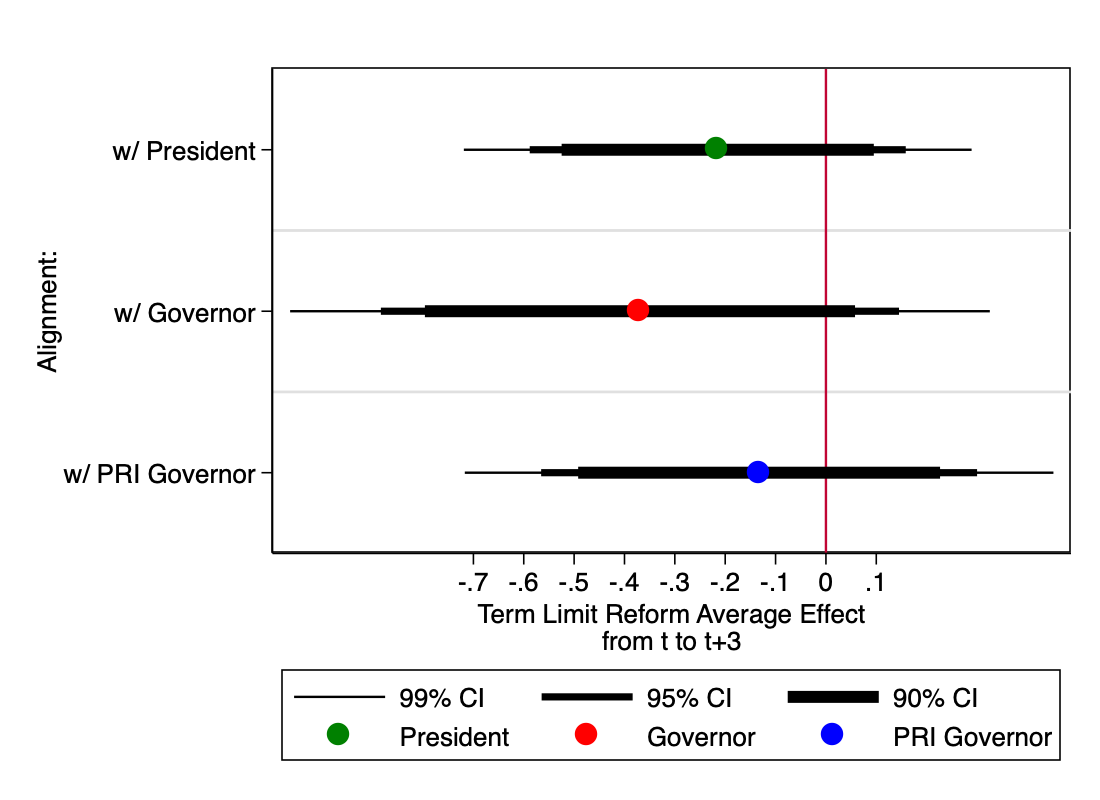 Alignment:
w/ President
w/ Governor
w/ PRI Governor
-.7 -.6 -.5 -.4 -.3 -.2 -.1 0 .1
Term Limit Reform Average Effect
from t to t+3
99% CI 95% CI 90% CI
President Governor PRI Governor